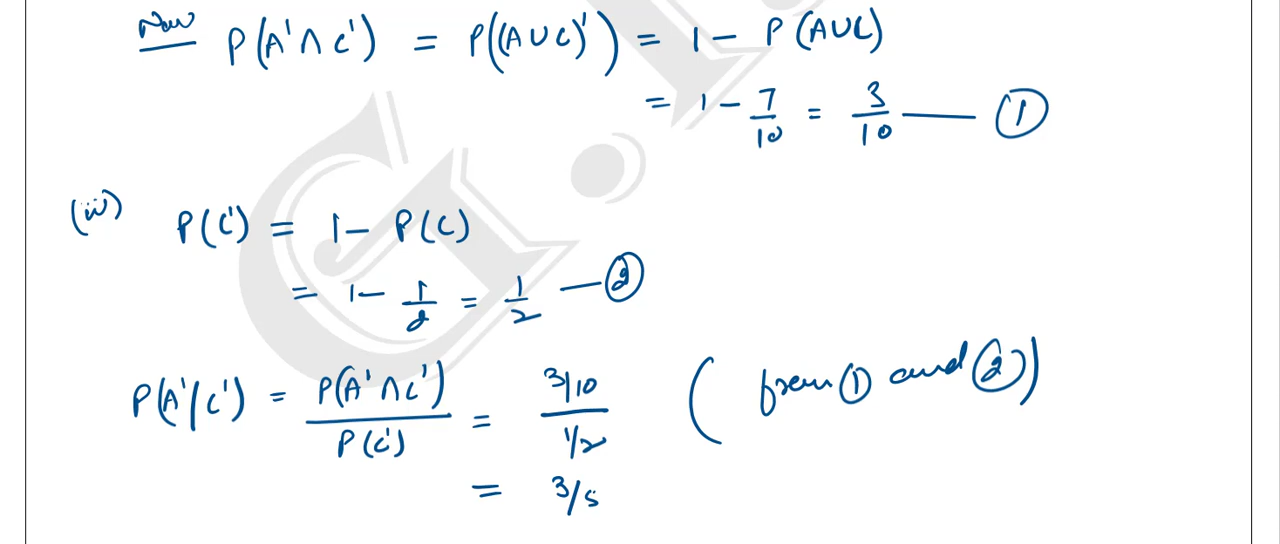 Now P(A'∩C') = P((A∪C)') = 1 - P(A∪C)
= 1 - 7/10 = 3/10 —— ①
(iii) P(C') = 1 - P(C)
= 1 - 1/2 = 1/2 — ②
P(A'/C') = P(A'∩C')/P(C') = (3/10)/(1/2) (from ① and ②)
= 3/5